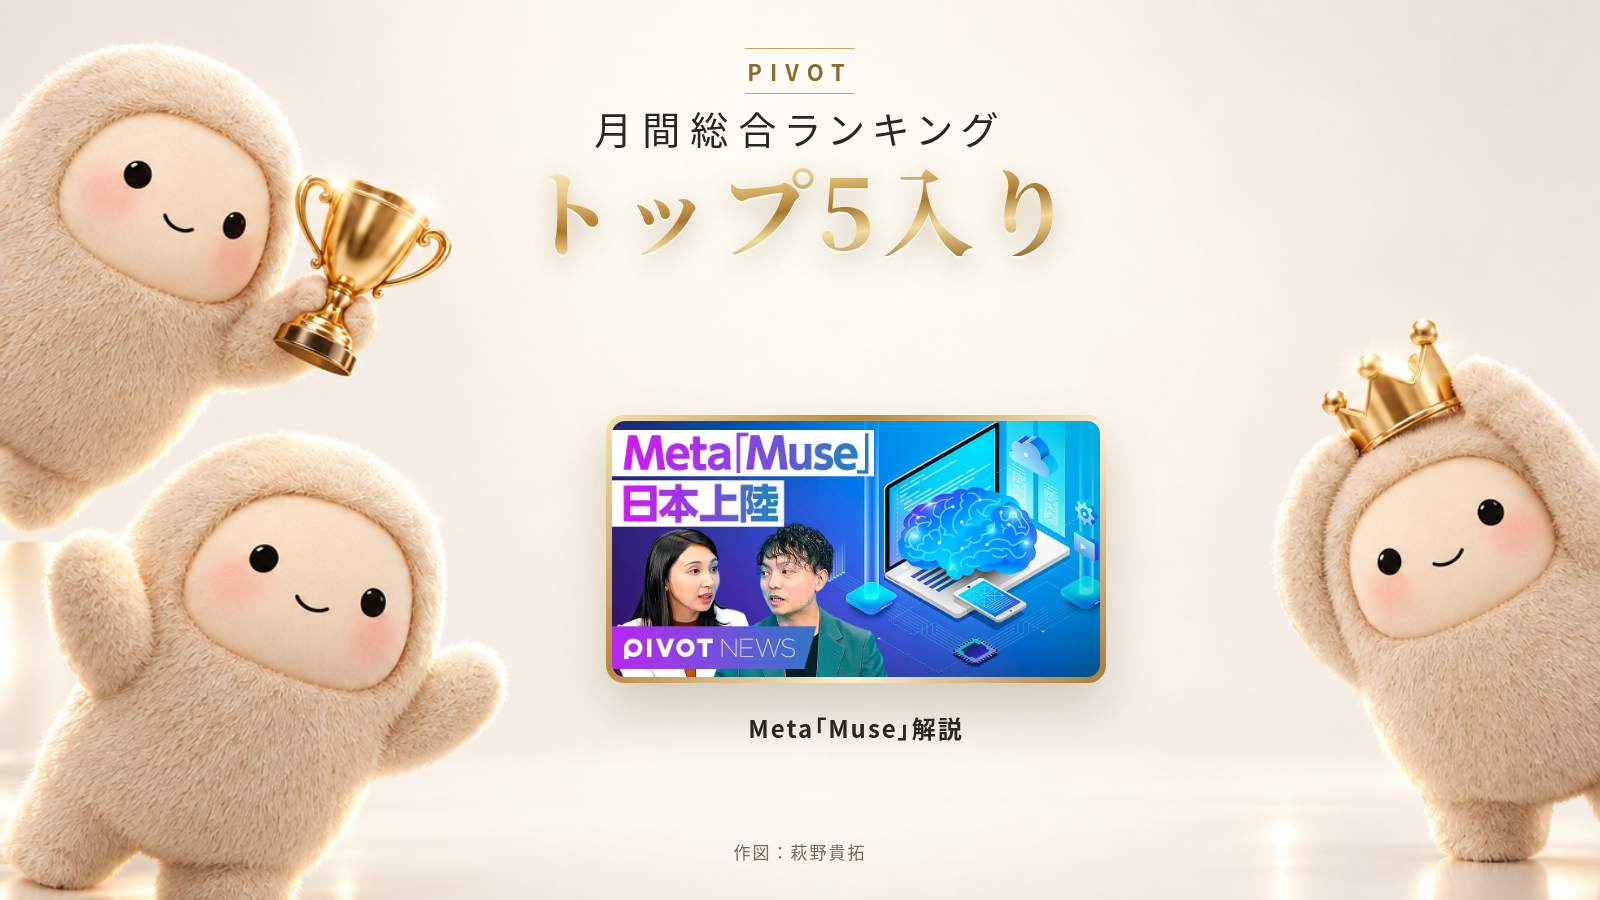 PIVOT
月間総合ランキング
トップ5入り
Meta「Muse」
日本上陸
PIVOT NEWS
Meta「Muse」解説
作図：萩野貴拓